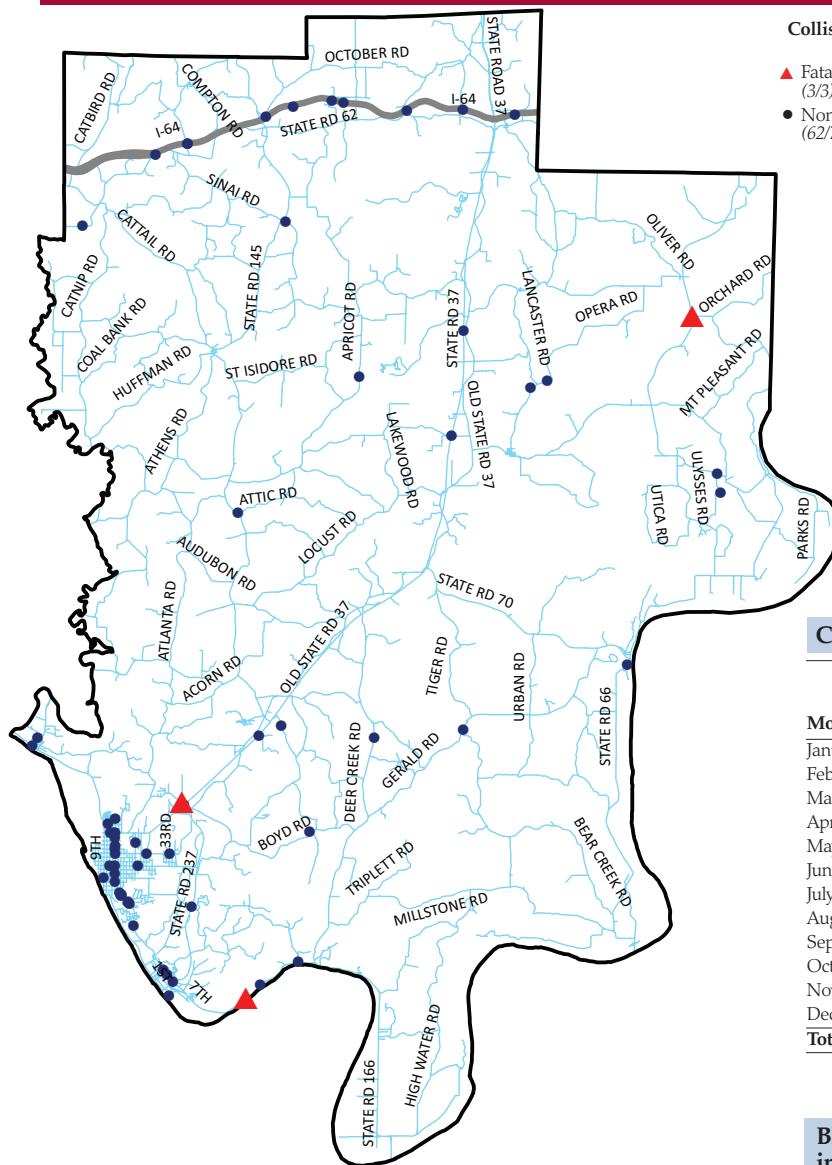 Collis
Fata
(3/3)
Non
(62/
OCTOBER RD
STATE ROAD 37
COMPTON RD
CATBIRD RD
I-64
I-64
STATE RD 62
SINAI RD
CATTAIL RD
OLIVER RD
STATE RD 145
CATNIP RD
ORCHARD RD
LANCASTER RD
OPERA RD
APRICOT RD
STATE RD 37
COAL BANK RD
HUFFMAN RD
ST ISIDORE RD
MT PLEASANT RD
OLD STATE RD 37
ATHENS RD
LAKEWOOD RD
ULYSSES RD
UTICA RD
ATTIC RD
LOCUST RD
PARKS RD
AUDUBON RD
STATE RD 70
ATLANTA RD
OLD STATE RD 37
ACORN RD
TIGER RD
URBAN RD
STATE RD 66
C
DEER CREEK RD
GERALD RD
Mo
Jan
Feb
Ma
Apr
May
Jun
July
Aug
Sep
Oct
Nov
Dec
Tot
9TH
33RD
BOYD RD
TRIPLETT RD
BEAR CREEK RD
STATE RD 237
MILLSTONE RD
1ST
7TH
HIGH WATER RD
STATE RD 166
B
in